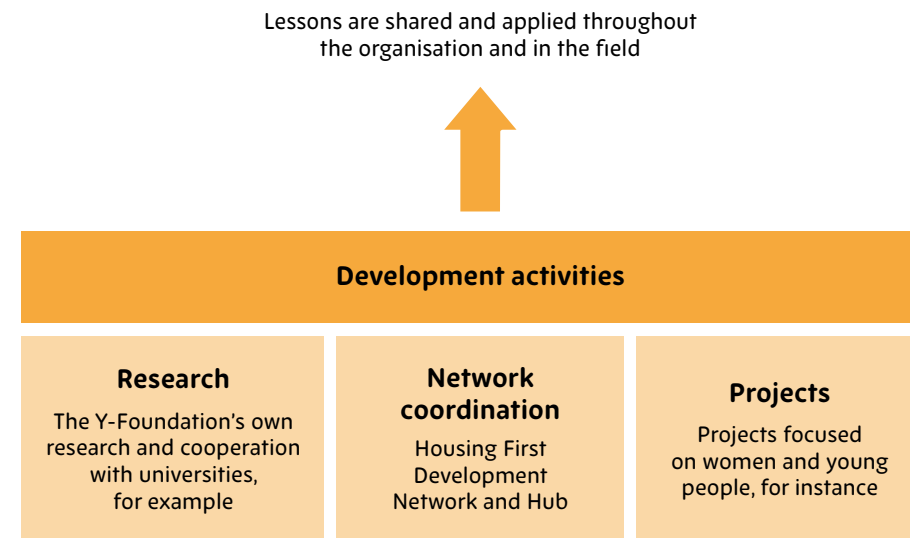 Lessons are shared and applied throughout
the organisation and in the field
Development activities
Research
The Y-Foundation's own
research and cooperation
with universities,
for example
Network
coordination
Housing First
Development
Network and Hub
Projects
Projects focused
on women and young
people, for instance